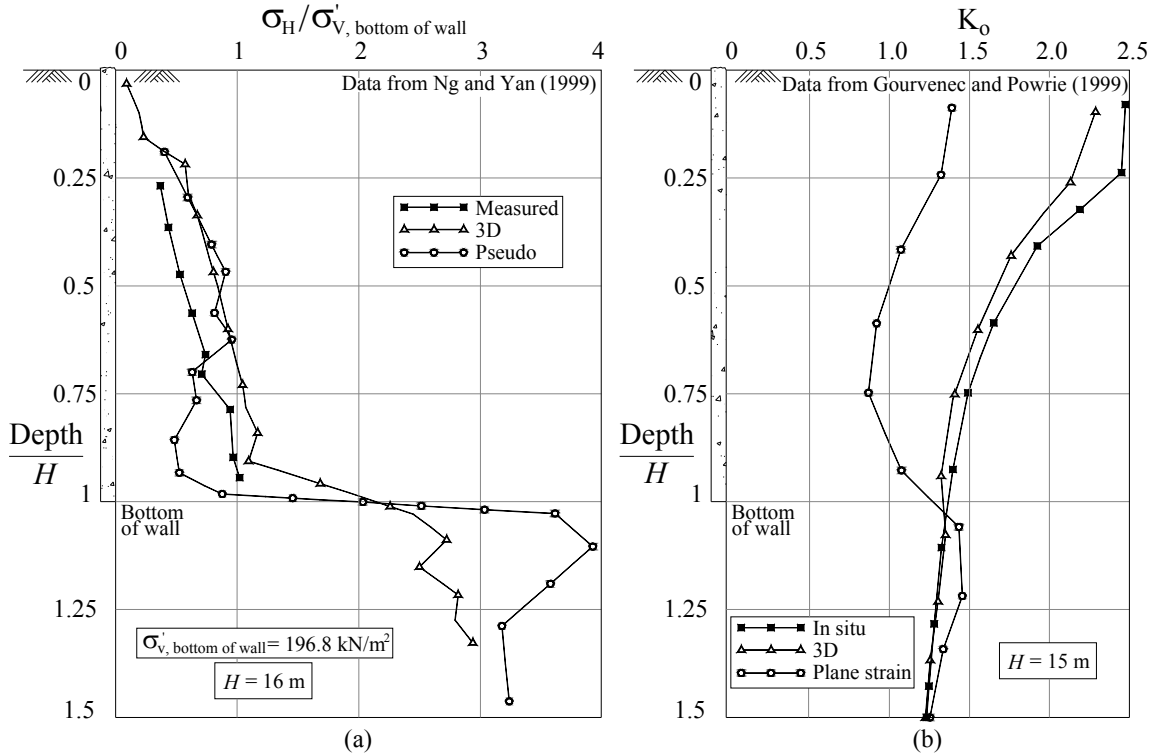 σH/σ'V, bottom of wall
0 1 2 3 4
Data from Ng and Yan (1999)
0
0.25
0.5
0.75
1
1.25
1.5
Depth
H
Measured
3D
Pseudo
Bottom
of wall
σ'v, bottom of wall = 196.8 kN/m²
H = 16 m
(a)
Ko
0 0.5 1.0 1.5 2.0 2.5
Data from Gourvenec and Powrie (1999)
0
0.25
0.5
0.75
1
1.25
1.5
Depth
H
Bottom
of wall
In situ
3D
Plane strain
H = 15 m
(b)